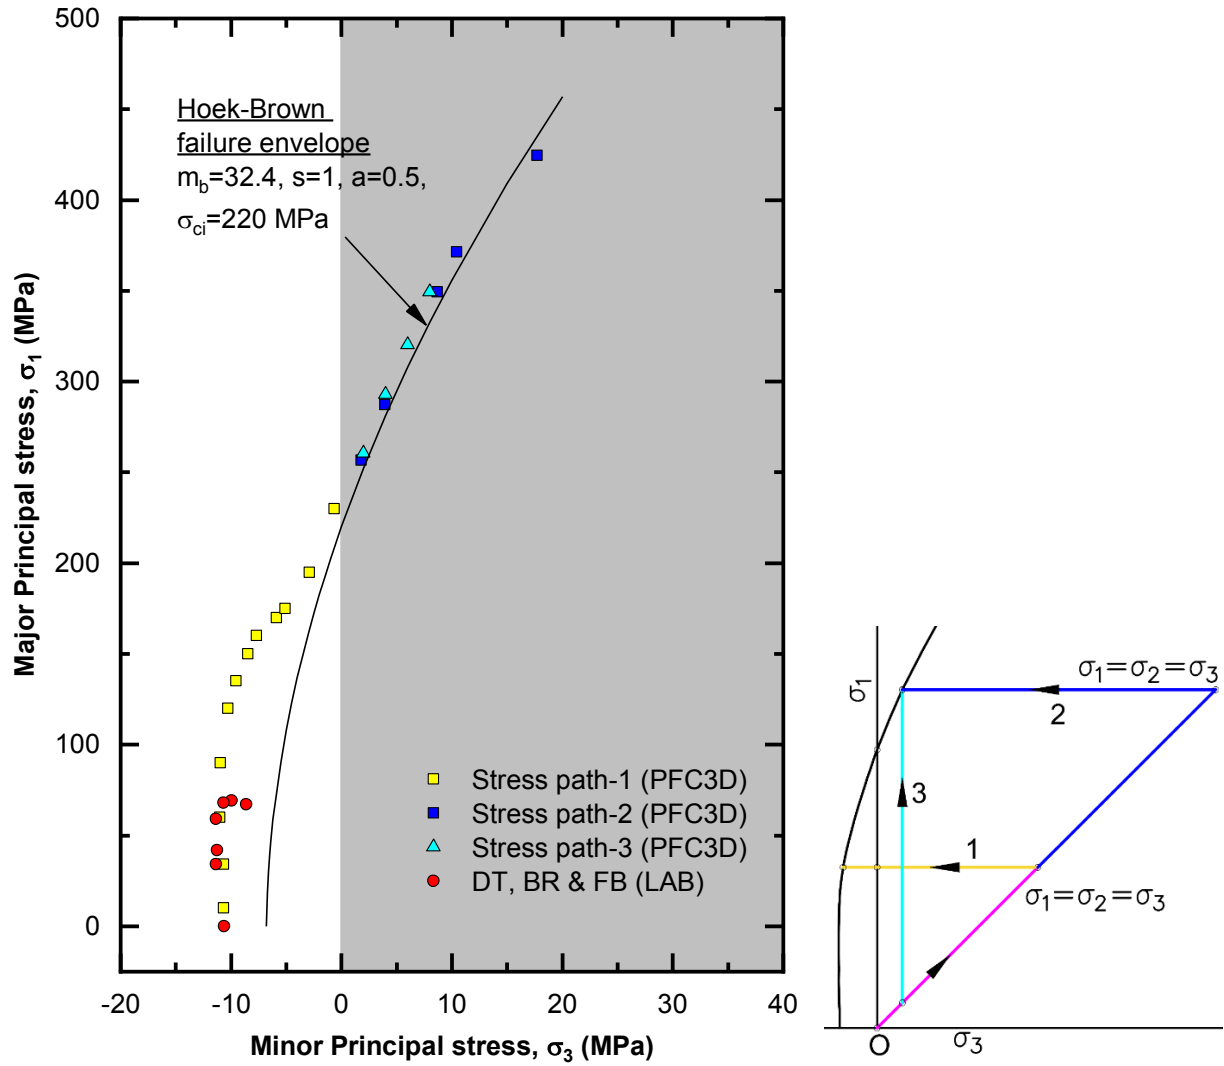 500
400
300
200
100
0
Major Principal stress, σ₁ (MPa)
Hoek-Brown
failure envelope
m_b=32.4, s=1, a=0.5,
σ_ci=220 MPa
Stress path-1 (PFC3D)
Stress path-2 (PFC3D)
Stress path-3 (PFC3D)
DT, BR & FB (LAB)
-20
-10
0
10
20
30
40
Minor Principal stress, σ₃ (MPa)
σ₁
σ₁=σ₂=σ₃
2
3
1
σ₁=σ₂=σ₃
O
σ₃